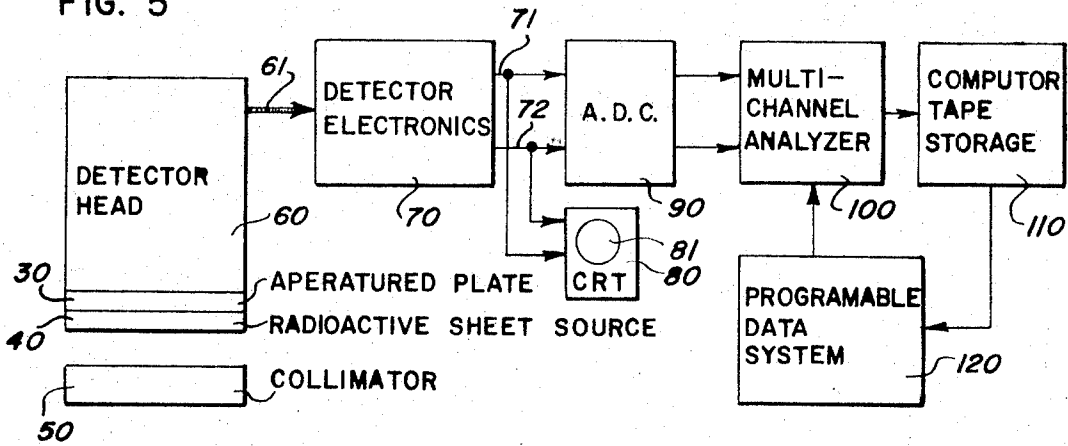 FIG. 5
71
61
DETECTOR
ELECTRONICS
72
A. D. C.
MULTI-
CHANNEL
ANALYZER
COMPUTOR
TAPE
STORAGE
DETECTOR
HEAD
60
70
90
100
110
81
80
CRT
30
APERATURED PLATE
40
RADIOACTIVE SHEET SOURCE
PROGRAMABLE
DATA
SYSTEM
120
COLLIMATOR
50